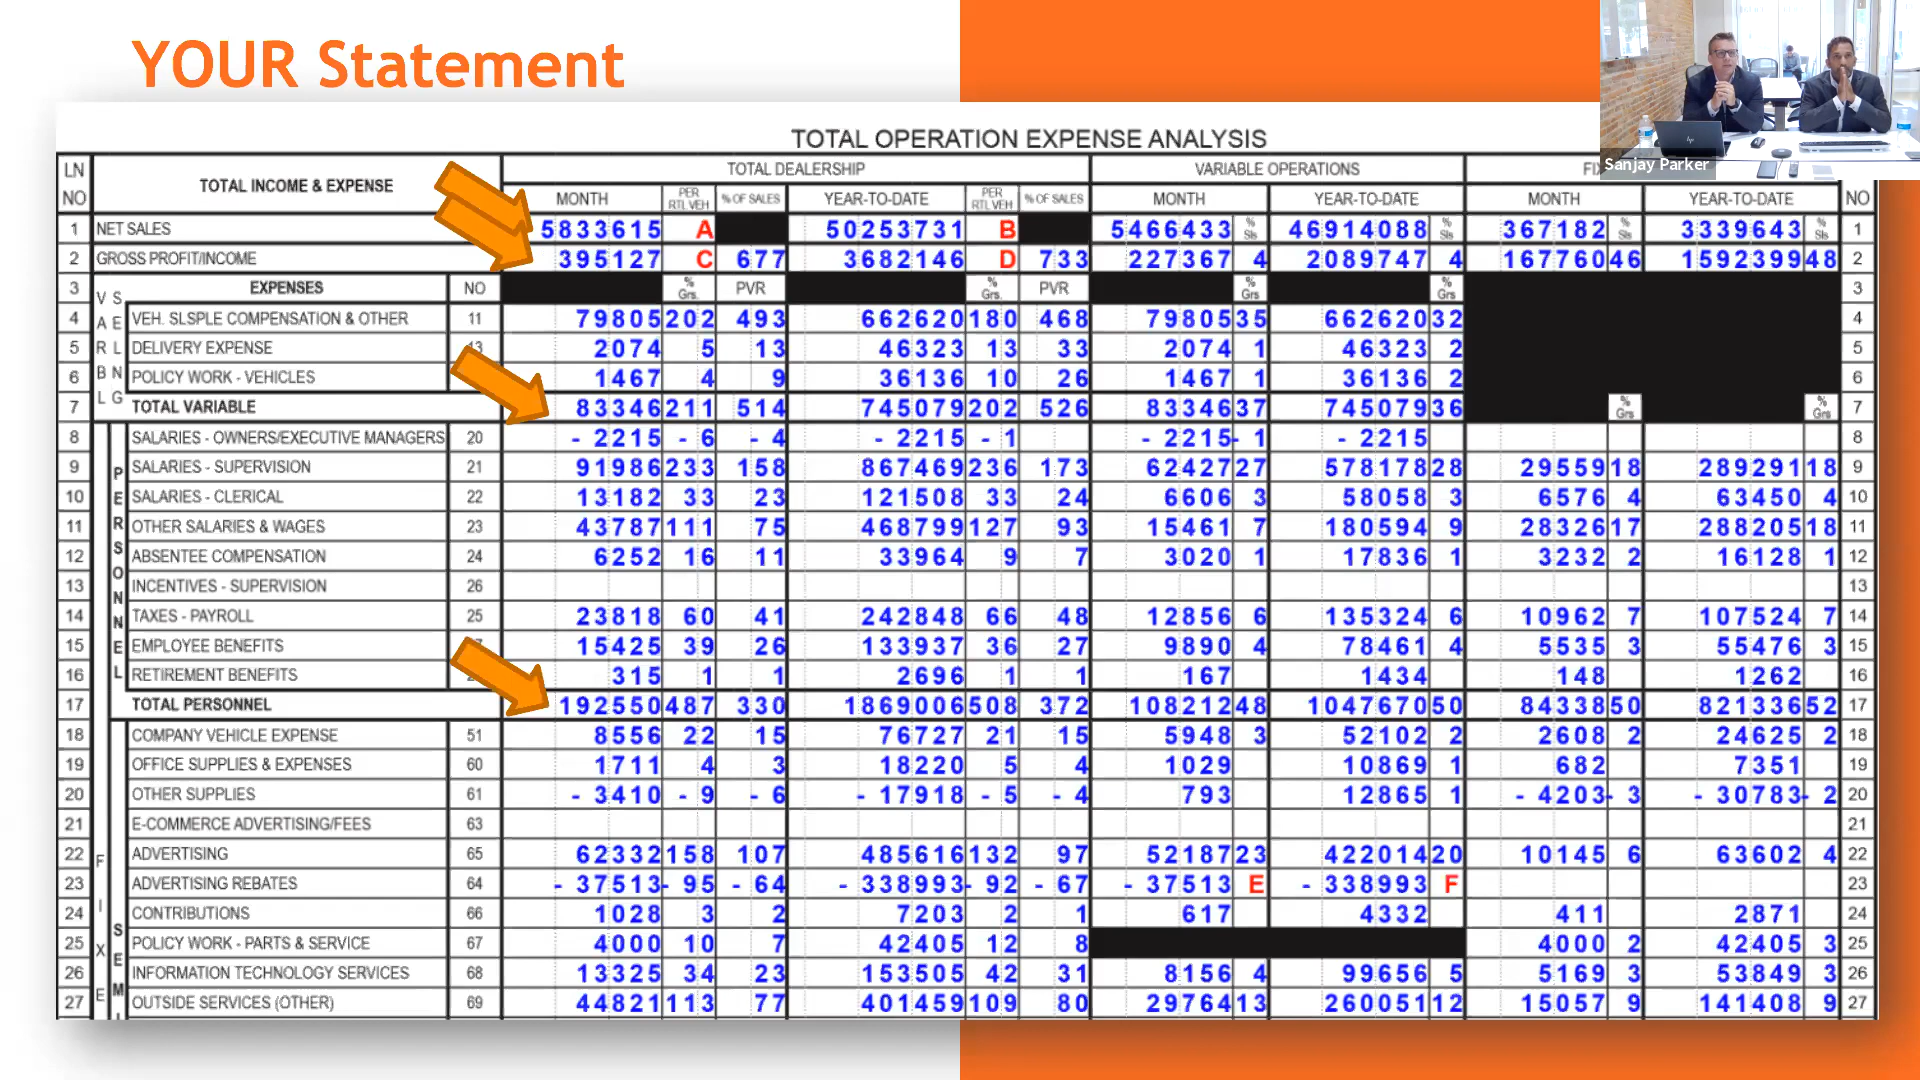 YOUR Statement
Sanjay Parker
TOTAL OPERATION EXPENSE ANALYSIS
LN NO TOTAL INCOME & EXPENSE TOTAL DEALERSHIP VARIABLE OPERATIONS FIX
MONTH PER RTL VEH % OF SALES YEAR-TO-DATE PER RTL VEH % OF SALES MONTH YEAR-TO-DATE MONTH YEAR-TO-DATE NO
1 NET SALES 5833615 A 50253731 B 5466433 % Sls 46914088 % Sls 367182 % Sls 3339643 % Sls 1
2 GROSS PROFIT/INCOME 395127 C 677 3682146 D 733 227367 4 2089747 4 167760 46 1592399 48 2
3 EXPENSES NO % Grs. PVR % Grs. PVR % Grs % Grs 3
4 VEH. SLSPLE COMPENSATION & OTHER 11 79805 202 493 662620 180 468 79805 35 662620 32 4
5 DELIVERY EXPENSE 13 2074 5 13 46323 13 33 2074 1 46323 2 5
6 POLICY WORK - VEHICLES 1467 4 9 36136 10 26 1467 1 36136 2 6
7 TOTAL VARIABLE 83346 211 514 745079 202 526 83346 37 745079 36 % Grs % Grs 7
8 SALARIES - OWNERS/EXECUTIVE MANAGERS 20 - 2215 - 6 - 4 - 2215 - 1 - 2215 - 1 - 2215 8
9 SALARIES - SUPERVISION 21 91986 233 158 867469 236 173 62427 27 578178 28 29559 18 289291 18 9
10 SALARIES - CLERICAL 22 13182 33 23 121508 33 24 6606 3 58058 3 6576 4 63450 4 10
11 OTHER SALARIES & WAGES 23 43787 111 75 468799 127 93 15461 7 180594 9 28326 17 288205 18 11
12 ABSENTEE COMPENSATION 24 6252 16 11 33964 9 7 3020 1 17836 1 3232 2 16128 1 12
13 INCENTIVES - SUPERVISION 26 13
14 TAXES - PAYROLL 25 23818 60 41 242848 66 48 12856 6 135324 6 10962 7 107524 7 14
15 EMPLOYEE BENEFITS 15425 39 26 133937 36 27 9890 4 78461 4 5535 3 55476 3 15
16 RETIREMENT BENEFITS 315 1 1 2696 1 1 167 1434 148 1262 16
17 TOTAL PERSONNEL 192550 487 330 1869006 508 372 108212 48 1047670 50 84338 50 821336 52 17
18 COMPANY VEHICLE EXPENSE 51 8556 22 15 76727 21 15 5948 3 52102 2 2608 2 24625 2 18
19 OFFICE SUPPLIES & EXPENSES 60 1711 4 3 18220 5 4 1029 10869 1 682 7351 19
20 OTHER SUPPLIES 61 - 3410 - 9 - 6 - 17918 - 5 - 4 793 12865 1 - 4203 - 3 - 30783 - 2 20
21 E-COMMERCE ADVERTISING/FEES 63 21
22 ADVERTISING 65 62332 158 107 485616 132 97 52187 23 422014 20 10145 6 63602 4 22
23 ADVERTISING REBATES 64 - 37513 - 95 - 64 - 338993 - 92 - 67 - 37513 E - 338993 F 23
24 CONTRIBUTIONS 66 1028 3 2 7203 2 1 617 4332 411 2871 24
25 POLICY WORK - PARTS & SERVICE 67 4000 10 7 42405 12 8 4000 2 42405 3 25
26 INFORMATION TECHNOLOGY SERVICES 68 13325 34 23 153505 42 31 8156 4 99656 5 5169 3 53849 3 26
27 OUTSIDE SERVICES (OTHER) 69 44821 113 77 401459 109 80 29764 13 260051 12 15057 9 141408 9 27
PERSONNEL